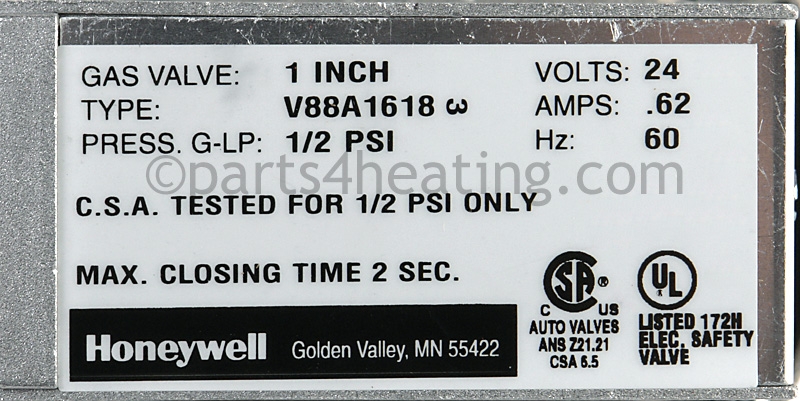 GAS VALVE: 1 INCH VOLTS: 24
TYPE: V88A1618 3 AMPS: .62
PRESS. G-LP: 1/2 PSI Hz: 60
©parts4heating.com
C.S.A. TESTED FOR 1/2 PSI ONLY
MAX. CLOSING TIME 2 SEC.
SA ®
C US
AUTO VALVES
ANS Z21.21
CSA 6.5
UL
LISTED 172H
ELEC. SAFETY
VALVE
Honeywell Golden Valley, MN 55422